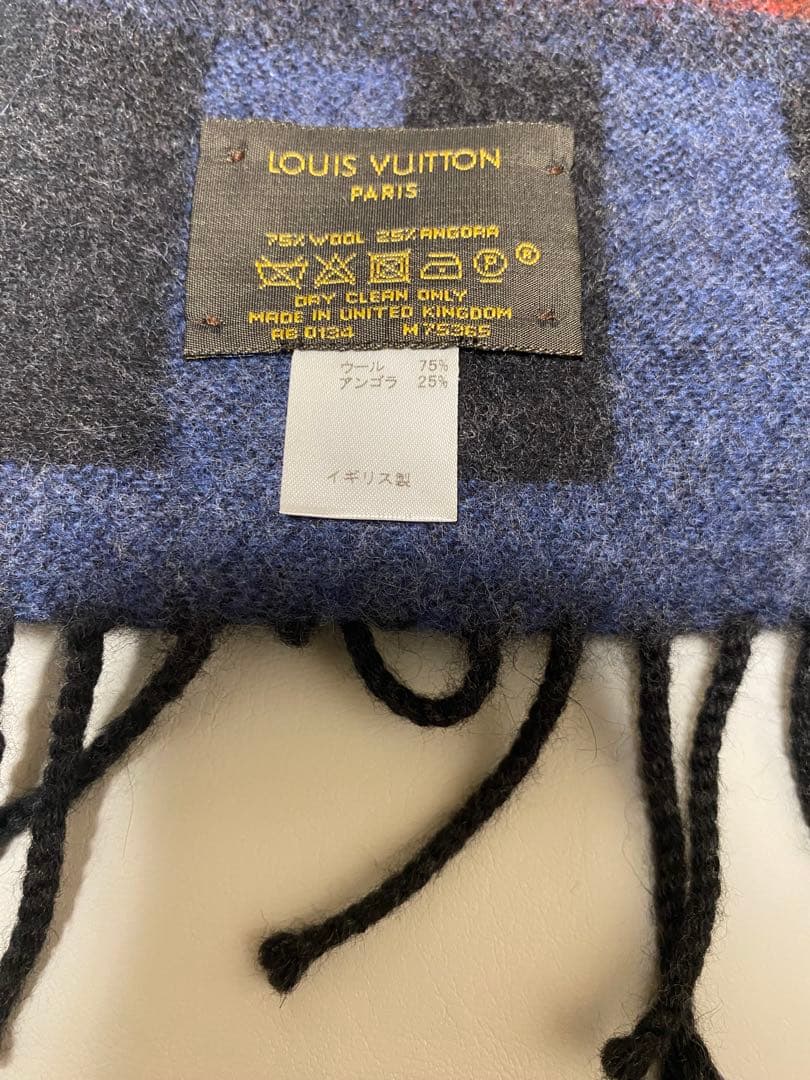 LOUIS VUITTON
PARIS
75% WOOL 25% ANGORA
P ®
DRY CLEAN ONLY
MADE IN UNITED KINGDOM
AB 0134 M75365
ウール 75%
アンゴラ 25%
イギリス製